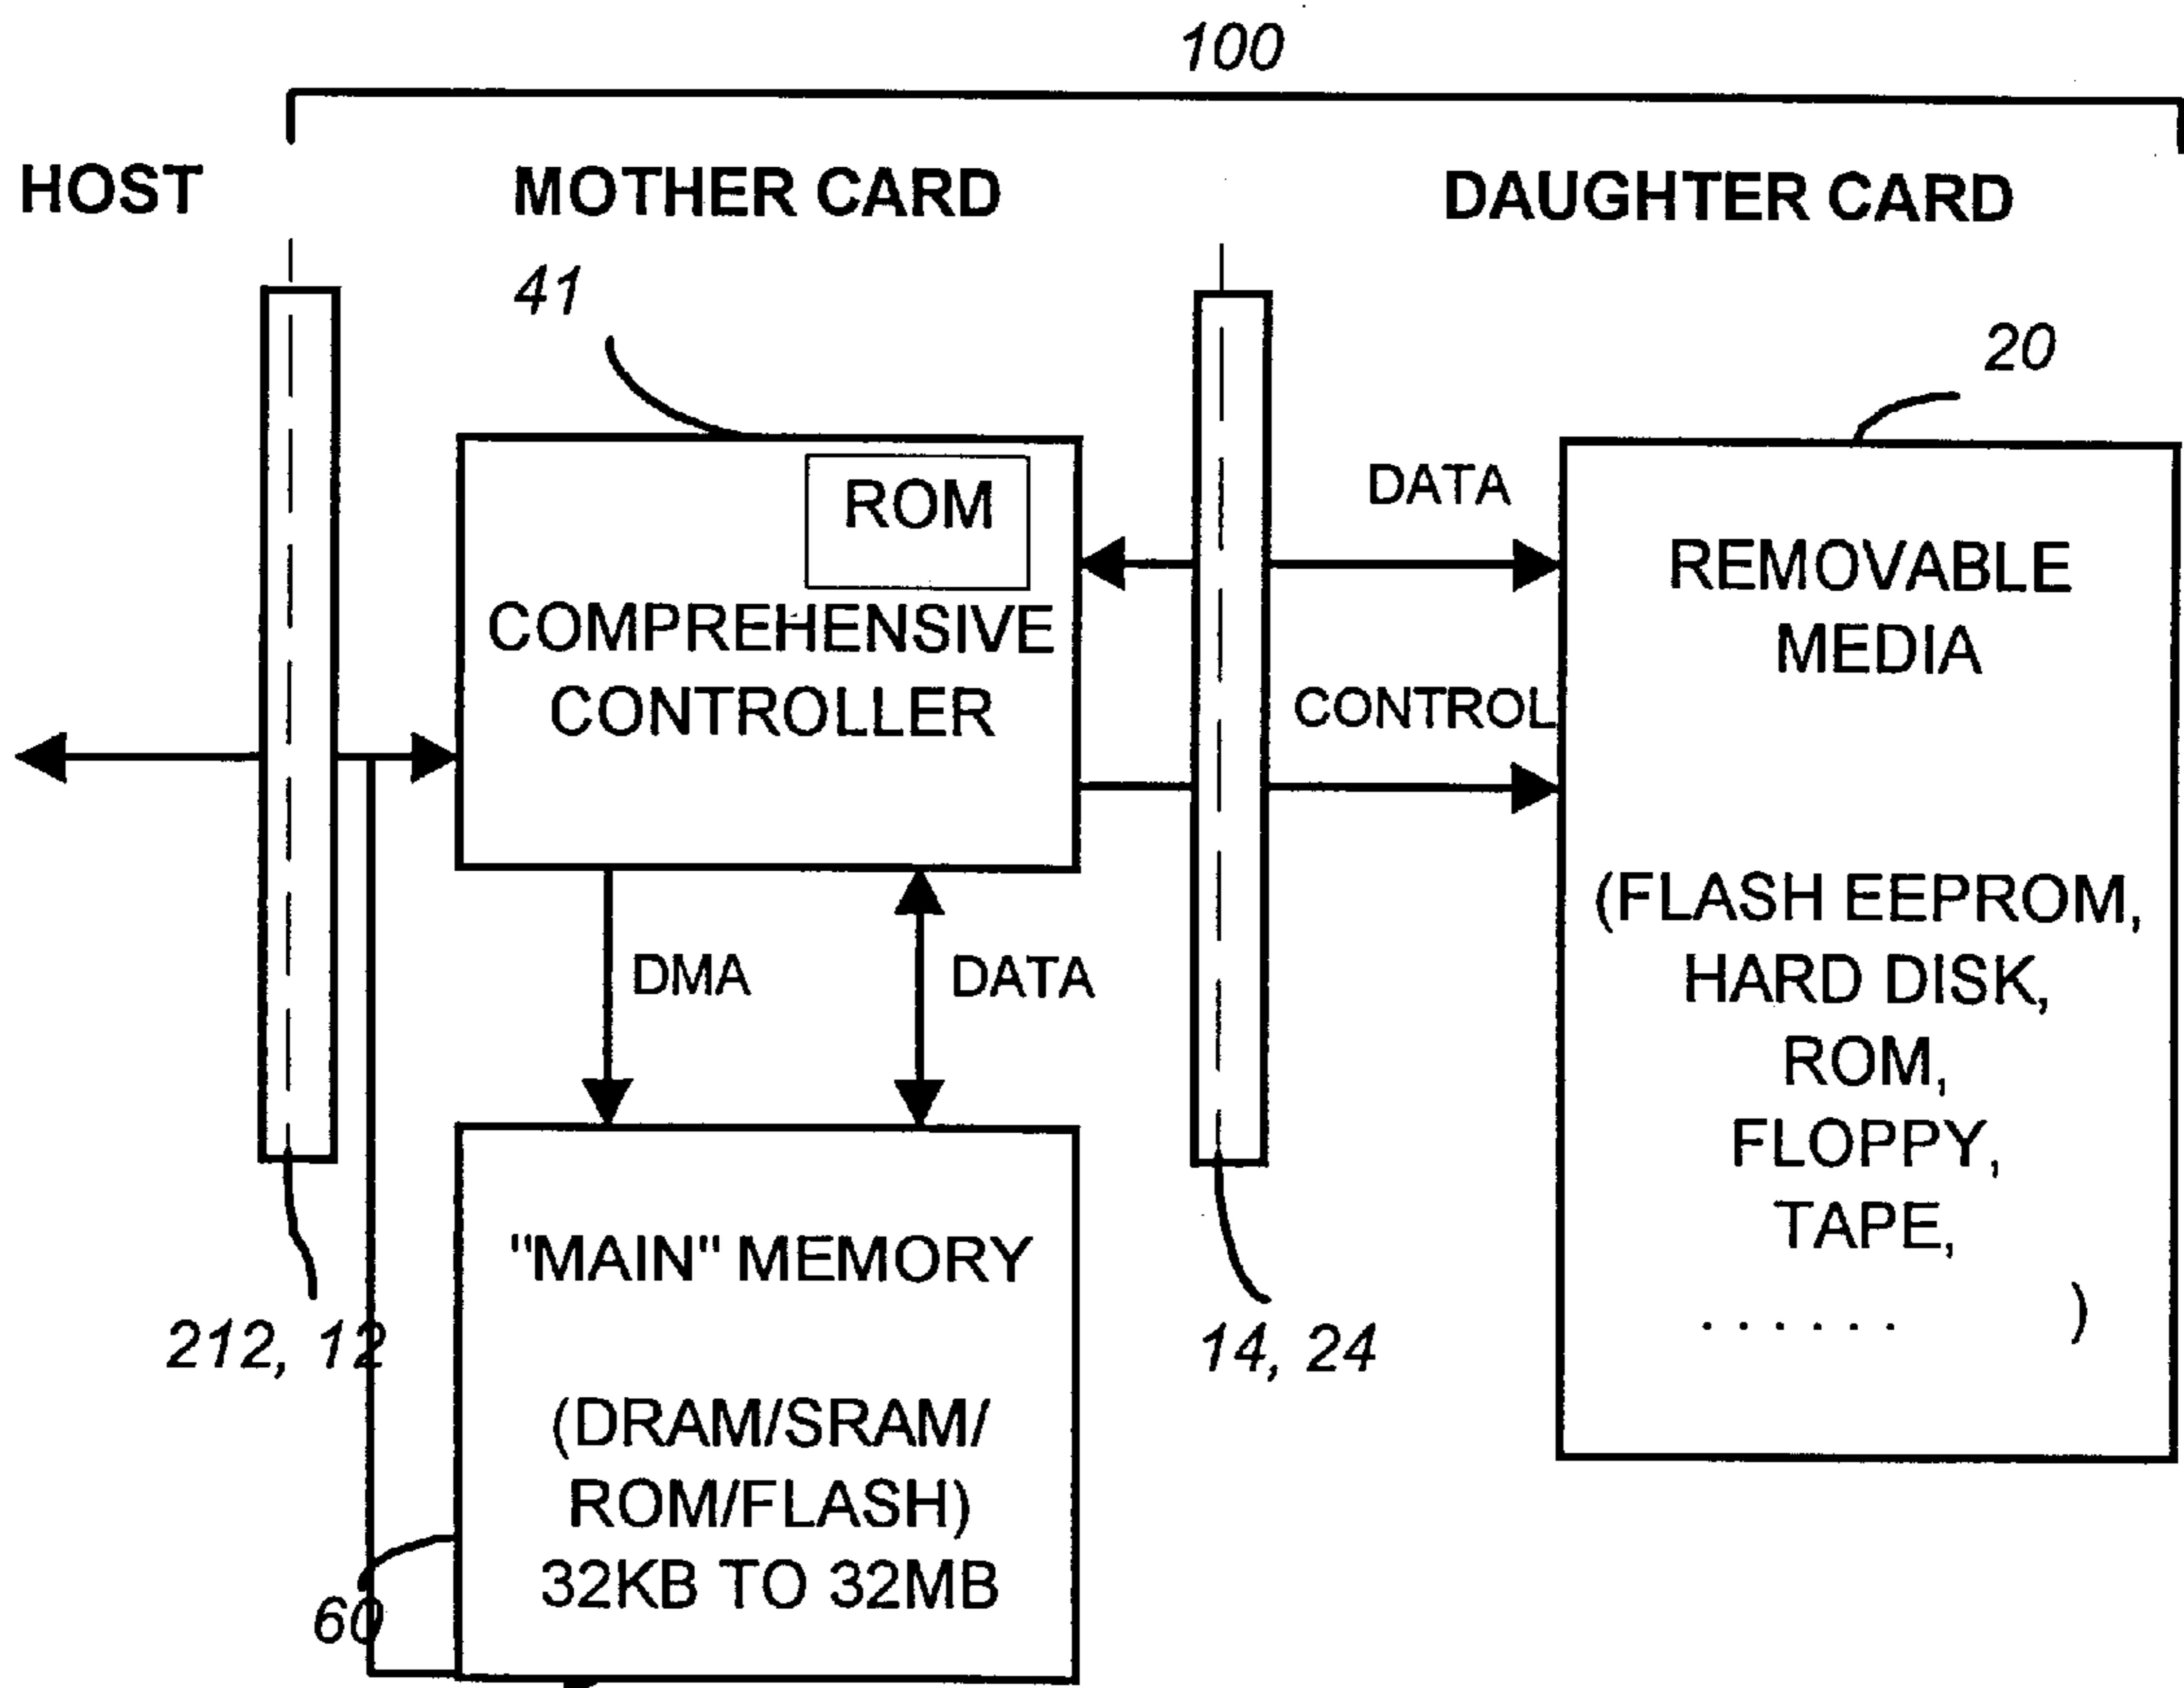 100
HOST
MOTHER CARD
DAUGHTER CARD
41
20
ROM
COMPREHENSIVE
CONTROLLER
DATA
CONTROL
REMOVABLE
MEDIA
(FLASH EEPROM,
HARD DISK,
ROM,
FLOPPY,
TAPE,
. . . . . . )
DMA
DATA
212, 12
14, 24
"MAIN" MEMORY
(DRAM/SRAM/
ROM/FLASH)
32KB TO 32MB
60